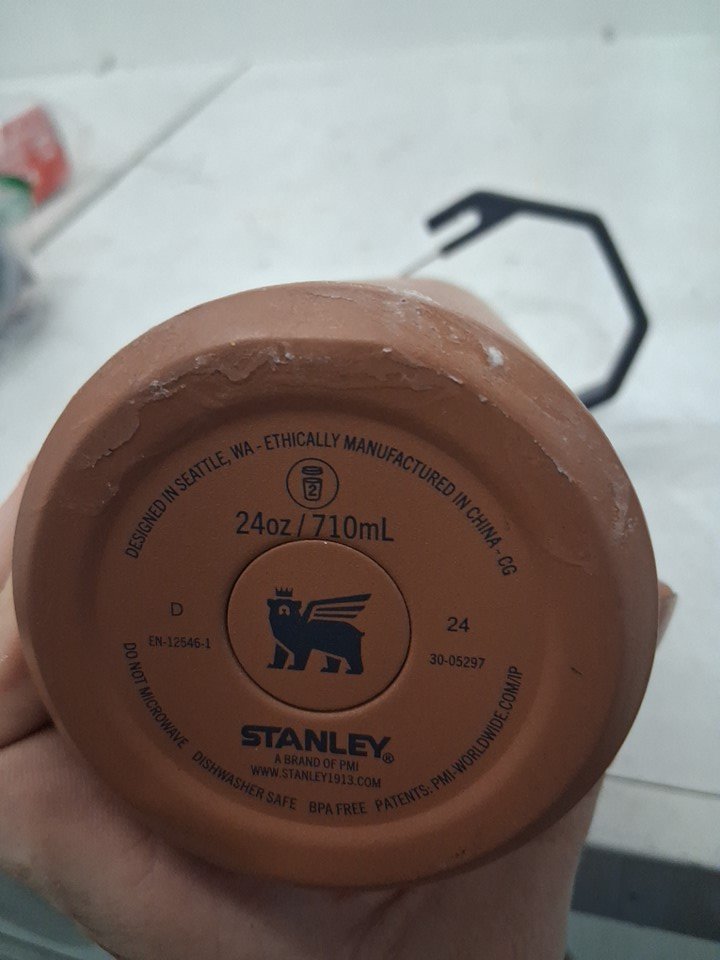 DESIGNED IN SEATTLE, WA - ETHICALLY MANUFACTURED IN CHINA - CG
2
24oz / 710mL
D
24
EN-12546-1
30-05297
STANLEY®
A BRAND OF PMI
WWW.STANLEY1913.COM
DO NOT MICROWAVE DISHWASHER SAFE BPA FREE PATENTS: PMI-WORLDWIDE.COM/IP